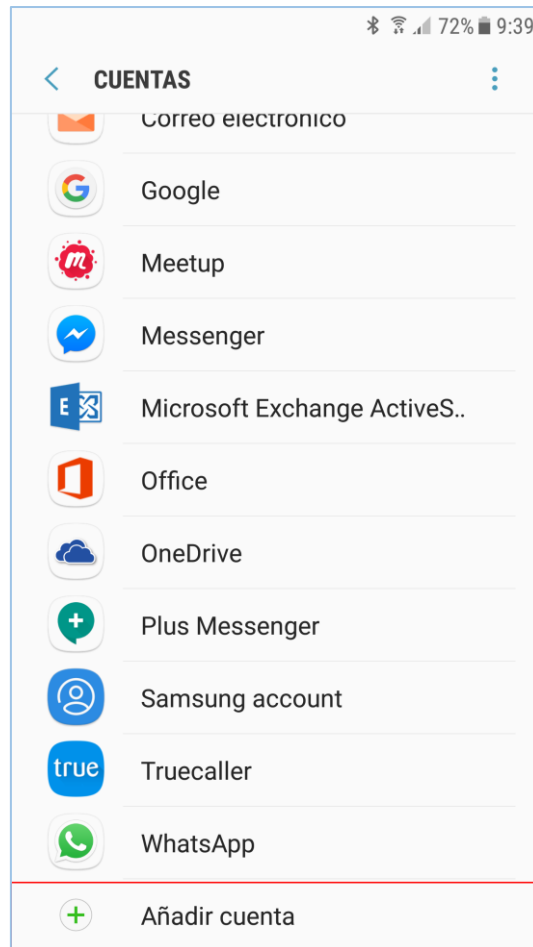 72% 9:39
CUENTAS
Correo electrónico
Google
Meetup
Messenger
Microsoft Exchange ActiveS..
Office
OneDrive
Plus Messenger
Samsung account
true Truecaller
WhatsApp
Añadir cuenta